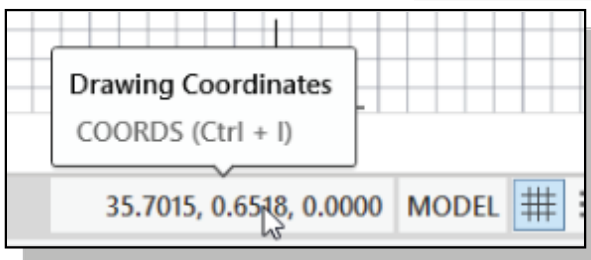 Drawing Coordinates
COORDS (Ctrl + I)
35.7015, 0.6518, 0.0000 MODEL